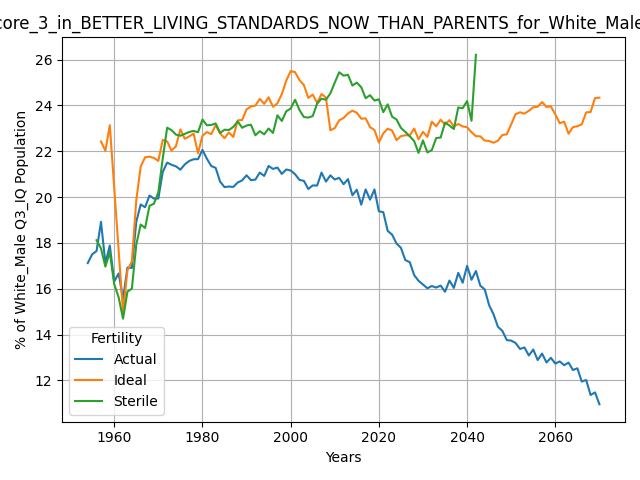 core_3_in_BETTER_LIVING_STANDARDS_NOW_THAN_PARENTS_for_White_Male
% of White_Male Q3_IQ Population
26
24
22
20
18
16
14
12
Fertility
Actual
Ideal
Sterile
1960 1980 2000 2020 2040 2060
Years